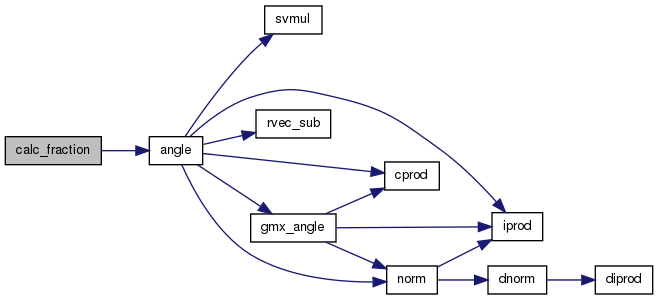 svmul
rvec_sub
calc_fraction
angle
cprod
gmx_angle
iprod
norm
dnorm
diprod